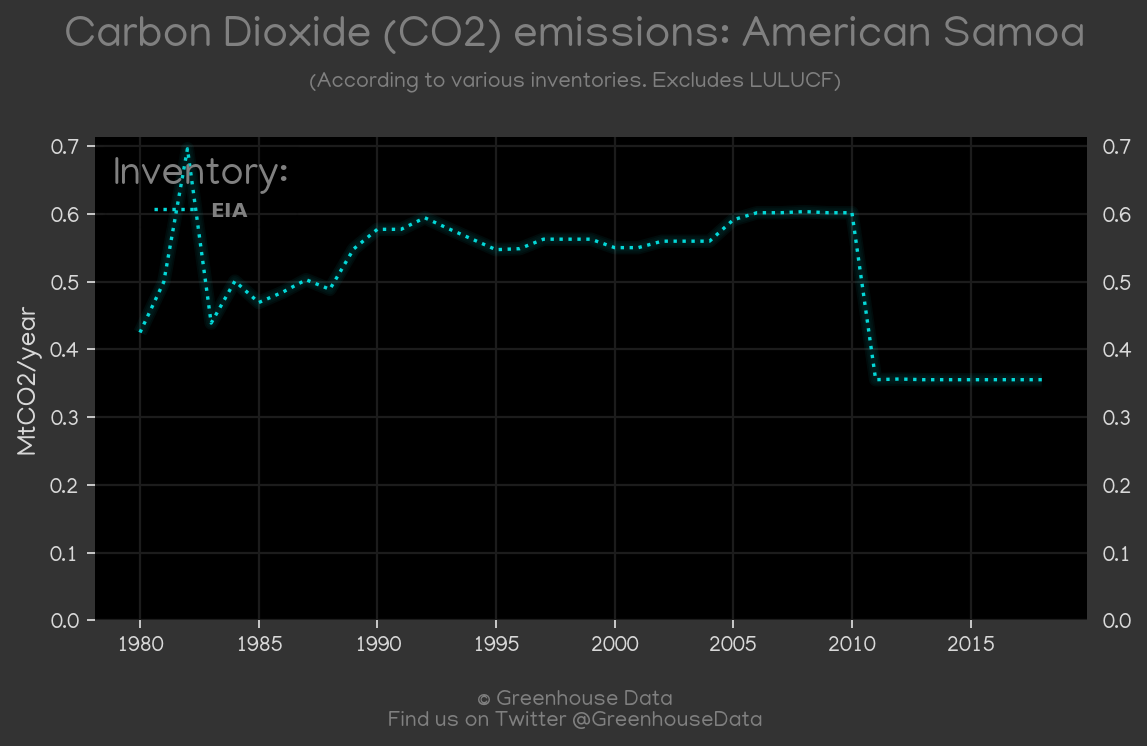 Carbon Dioxide (CO2) emissions: American Samoa
(According to various inventories. Excludes LULUCF)
Inventory:
EIA
MtCO2/year
0.7
0.6
0.5
0.4
0.3
0.2
0.1
0.0
0.7
0.6
0.5
0.4
0.3
0.2
0.1
0.0
1980 1985 1990 1995 2000 2005 2010 2015
© Greenhouse Data
Find us on Twitter @GreenhouseData